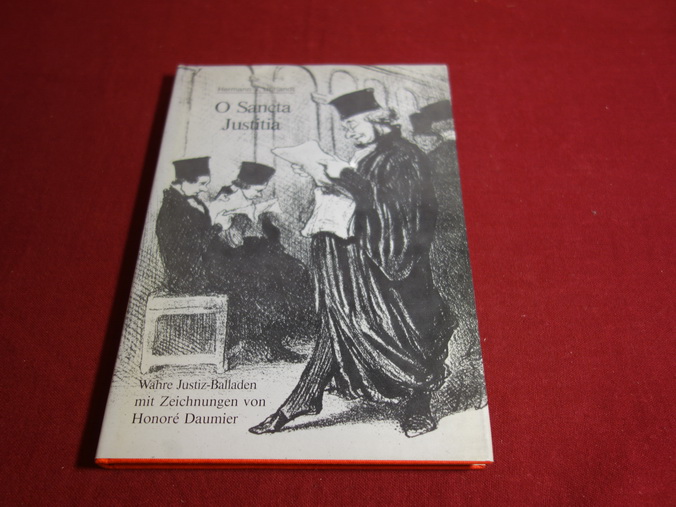 O Sancta
Justitia
Wahre Justiz-Balladen
mit Zeichnungen von
Honoré Daumier